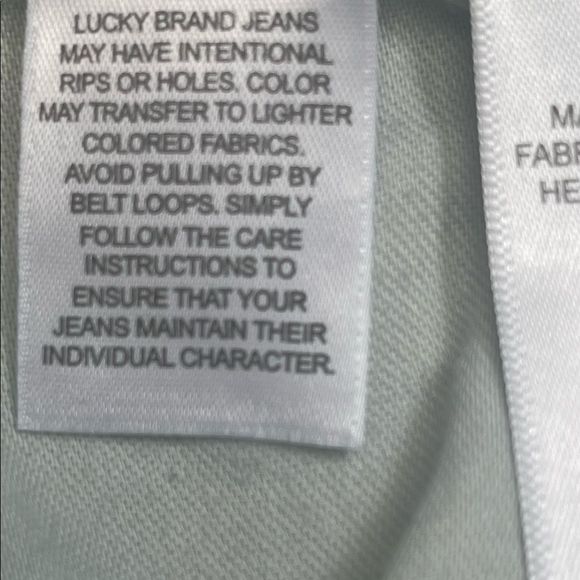 LUCKY BRAND JEANS
MAY HAVE INTENTIONAL
RIPS OR HOLES. COLOR
MAY TRANSFER TO LIGHTER
COLORED FABRICS.
AVOID PULLING UP BY
BELT LOOPS. SIMPLY
FOLLOW THE CARE
INSTRUCTIONS TO
ENSURE THAT YOUR
JEANS MAINTAIN THEIR
INDIVIDUAL CHARACTER.